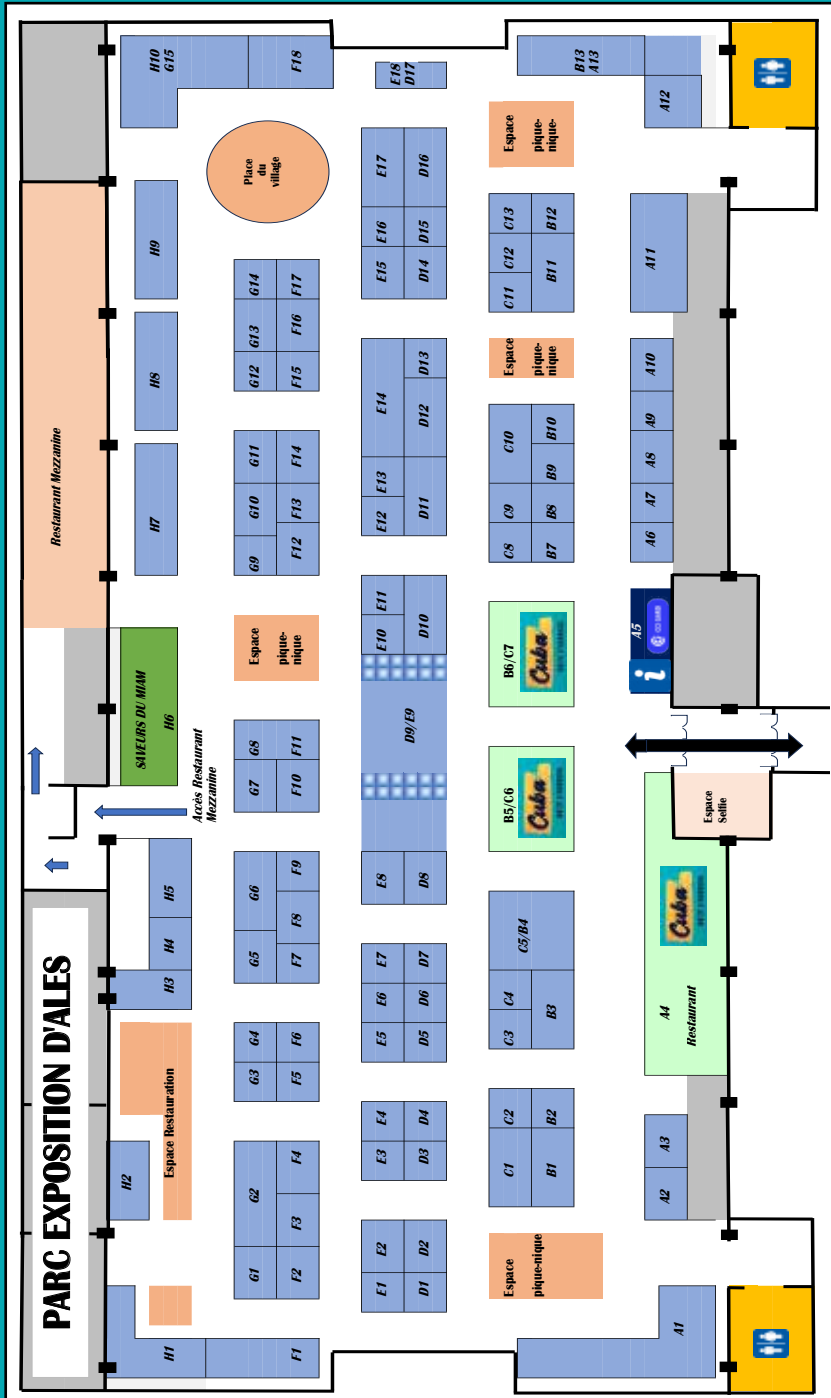 PARC EXPOSITION D'ALES
Restaurant Mezzanine
H1
H2
Espace Restauration
H3
H4
H5
Accès Restaurant
Mezzanine
SAVEURS DU MIAM
H6
H7
H8
H9
H10
G15
G1
G2
G3
G4
G5
G6
G7
G8
Espace
pique-
nique
G9
G10
G11
G12
G13
G14
Place
du
village
F1
F2
F3
F4
F5
F6
F7
F8
F9
F10
F11
F12
F13
F14
F15
F16
F17
F18
E1
E2
E3
E4
E5
E6
E7
E8
D9/E9
E10
E11
E12
E13
E14
E15
E16
E17
E18
D17
D1
D2
D3
D4
D5
D6
D7
D8
D10
D11
D12
D13
D14
D15
D16
Espace
pique-nique
C1
C2
C3
C4
C5/B4
B5/C6
Cuba
B6/C7
Cuba
C8
C9
C10
Espace
pique-
nique
C11
C12
C13
Espace
pique-
nique
B1
B2
B3
B7
B8
B9
B10
B11
B12
B13
A13
A1
A2
A3
A4
Restaurant
Cuba
Espace
Selfie
i
A5
A6
A7
A8
A9
A10
A11
A12